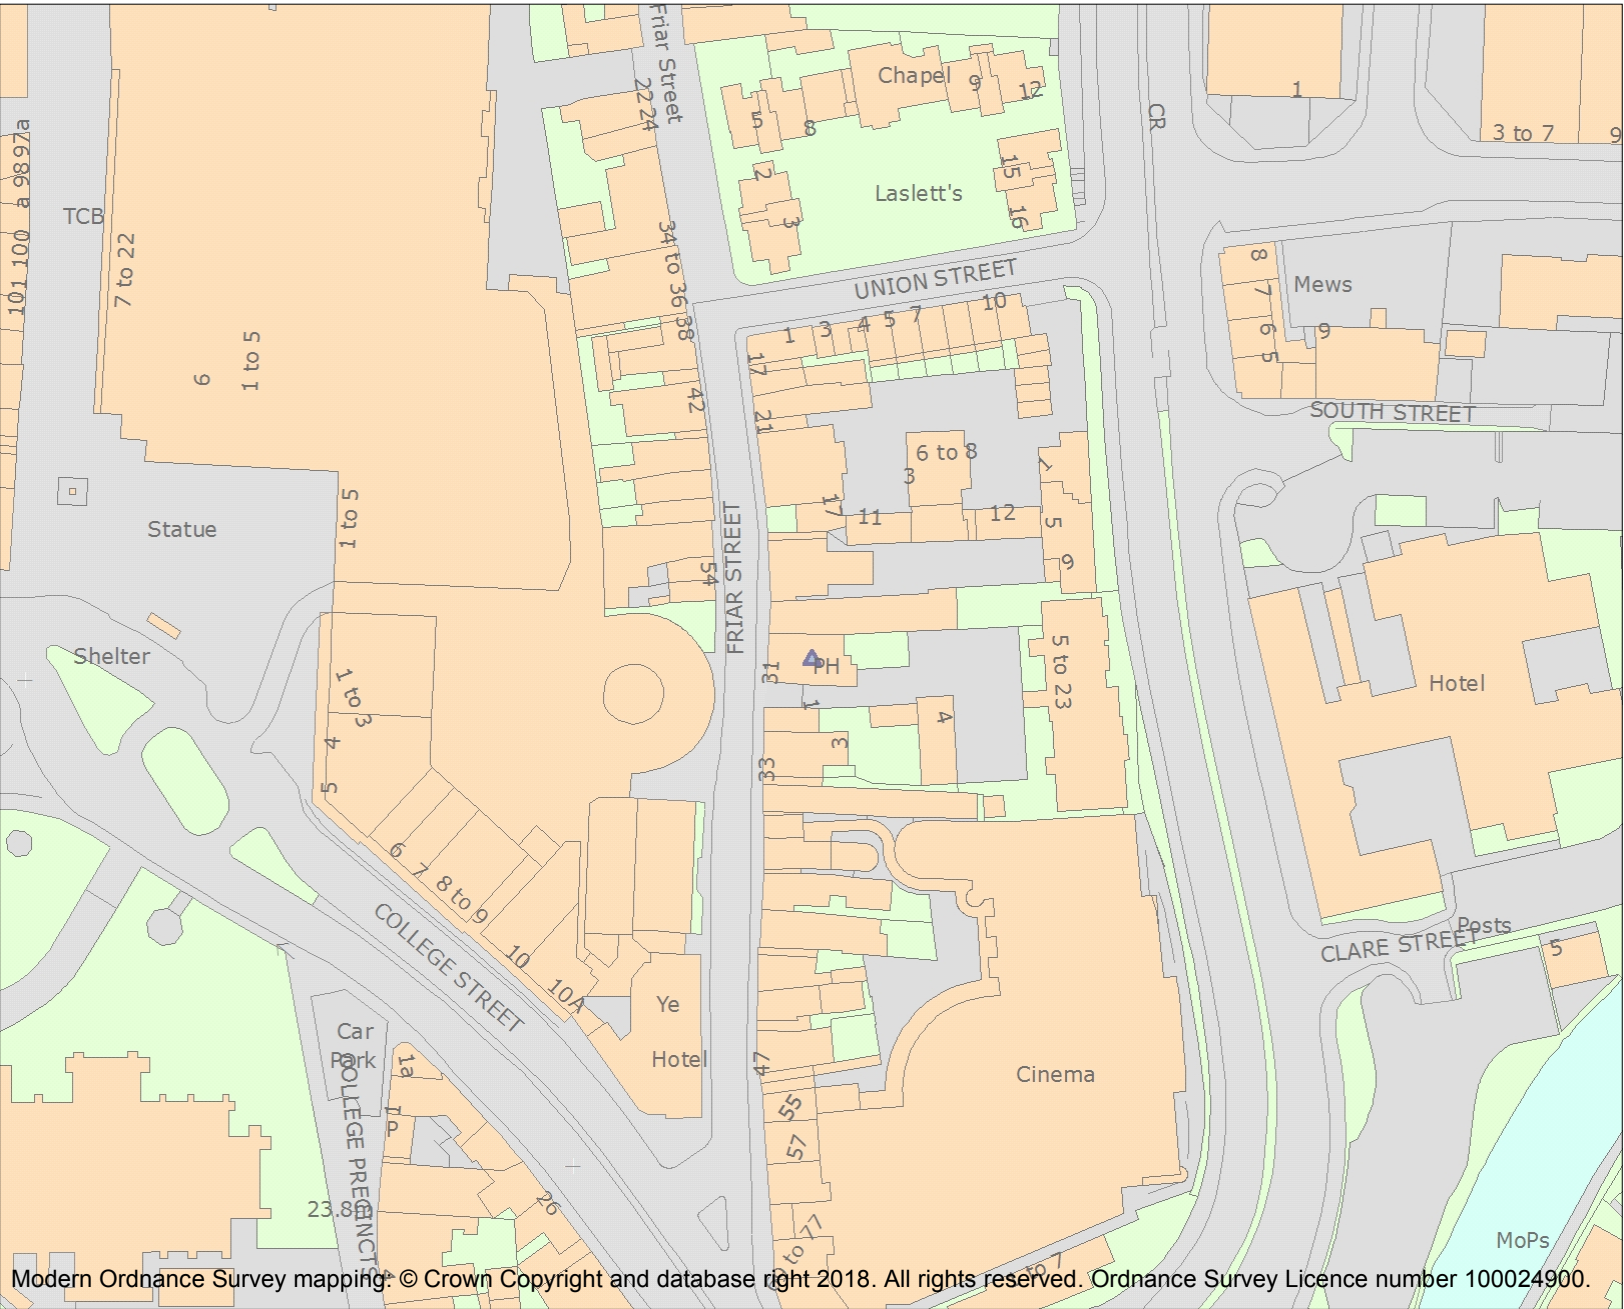 Friar Street
22
24
Chapel
9
12
5
8
CR
1
3 to 7
9
97a
98
a
TCB
100
101
7 to 22
15
16
2
3
Laslett's
34 to 36
38
UNION STREET
8
7
6
5
Mews
9
1
3
4
5
7
10
17
21
42
6
1 to 5
SOUTH STREET
6 to 8
3
1
17
11
12
5
9
Statue
1 to 5
54
FRIAR STREET
Shelter
1 to 3
4
5
PH
31
1
5 to 23
4
3
33
Hotel
6
7
8 to 9
10
10A
COLLEGE STREET
Posts
CLARE STREET
5
Ye
Hotel
Car
Park
1a
COLLEGE PRECINCTS
47
55
57
Cinema
1
P
26
23.8m
to 77
to 7
MoPs
4
Modern Ordnance Survey mapping: © Crown Copyright and database right 2018. All rights reserved. Ordnance Survey Licence number 100024900.